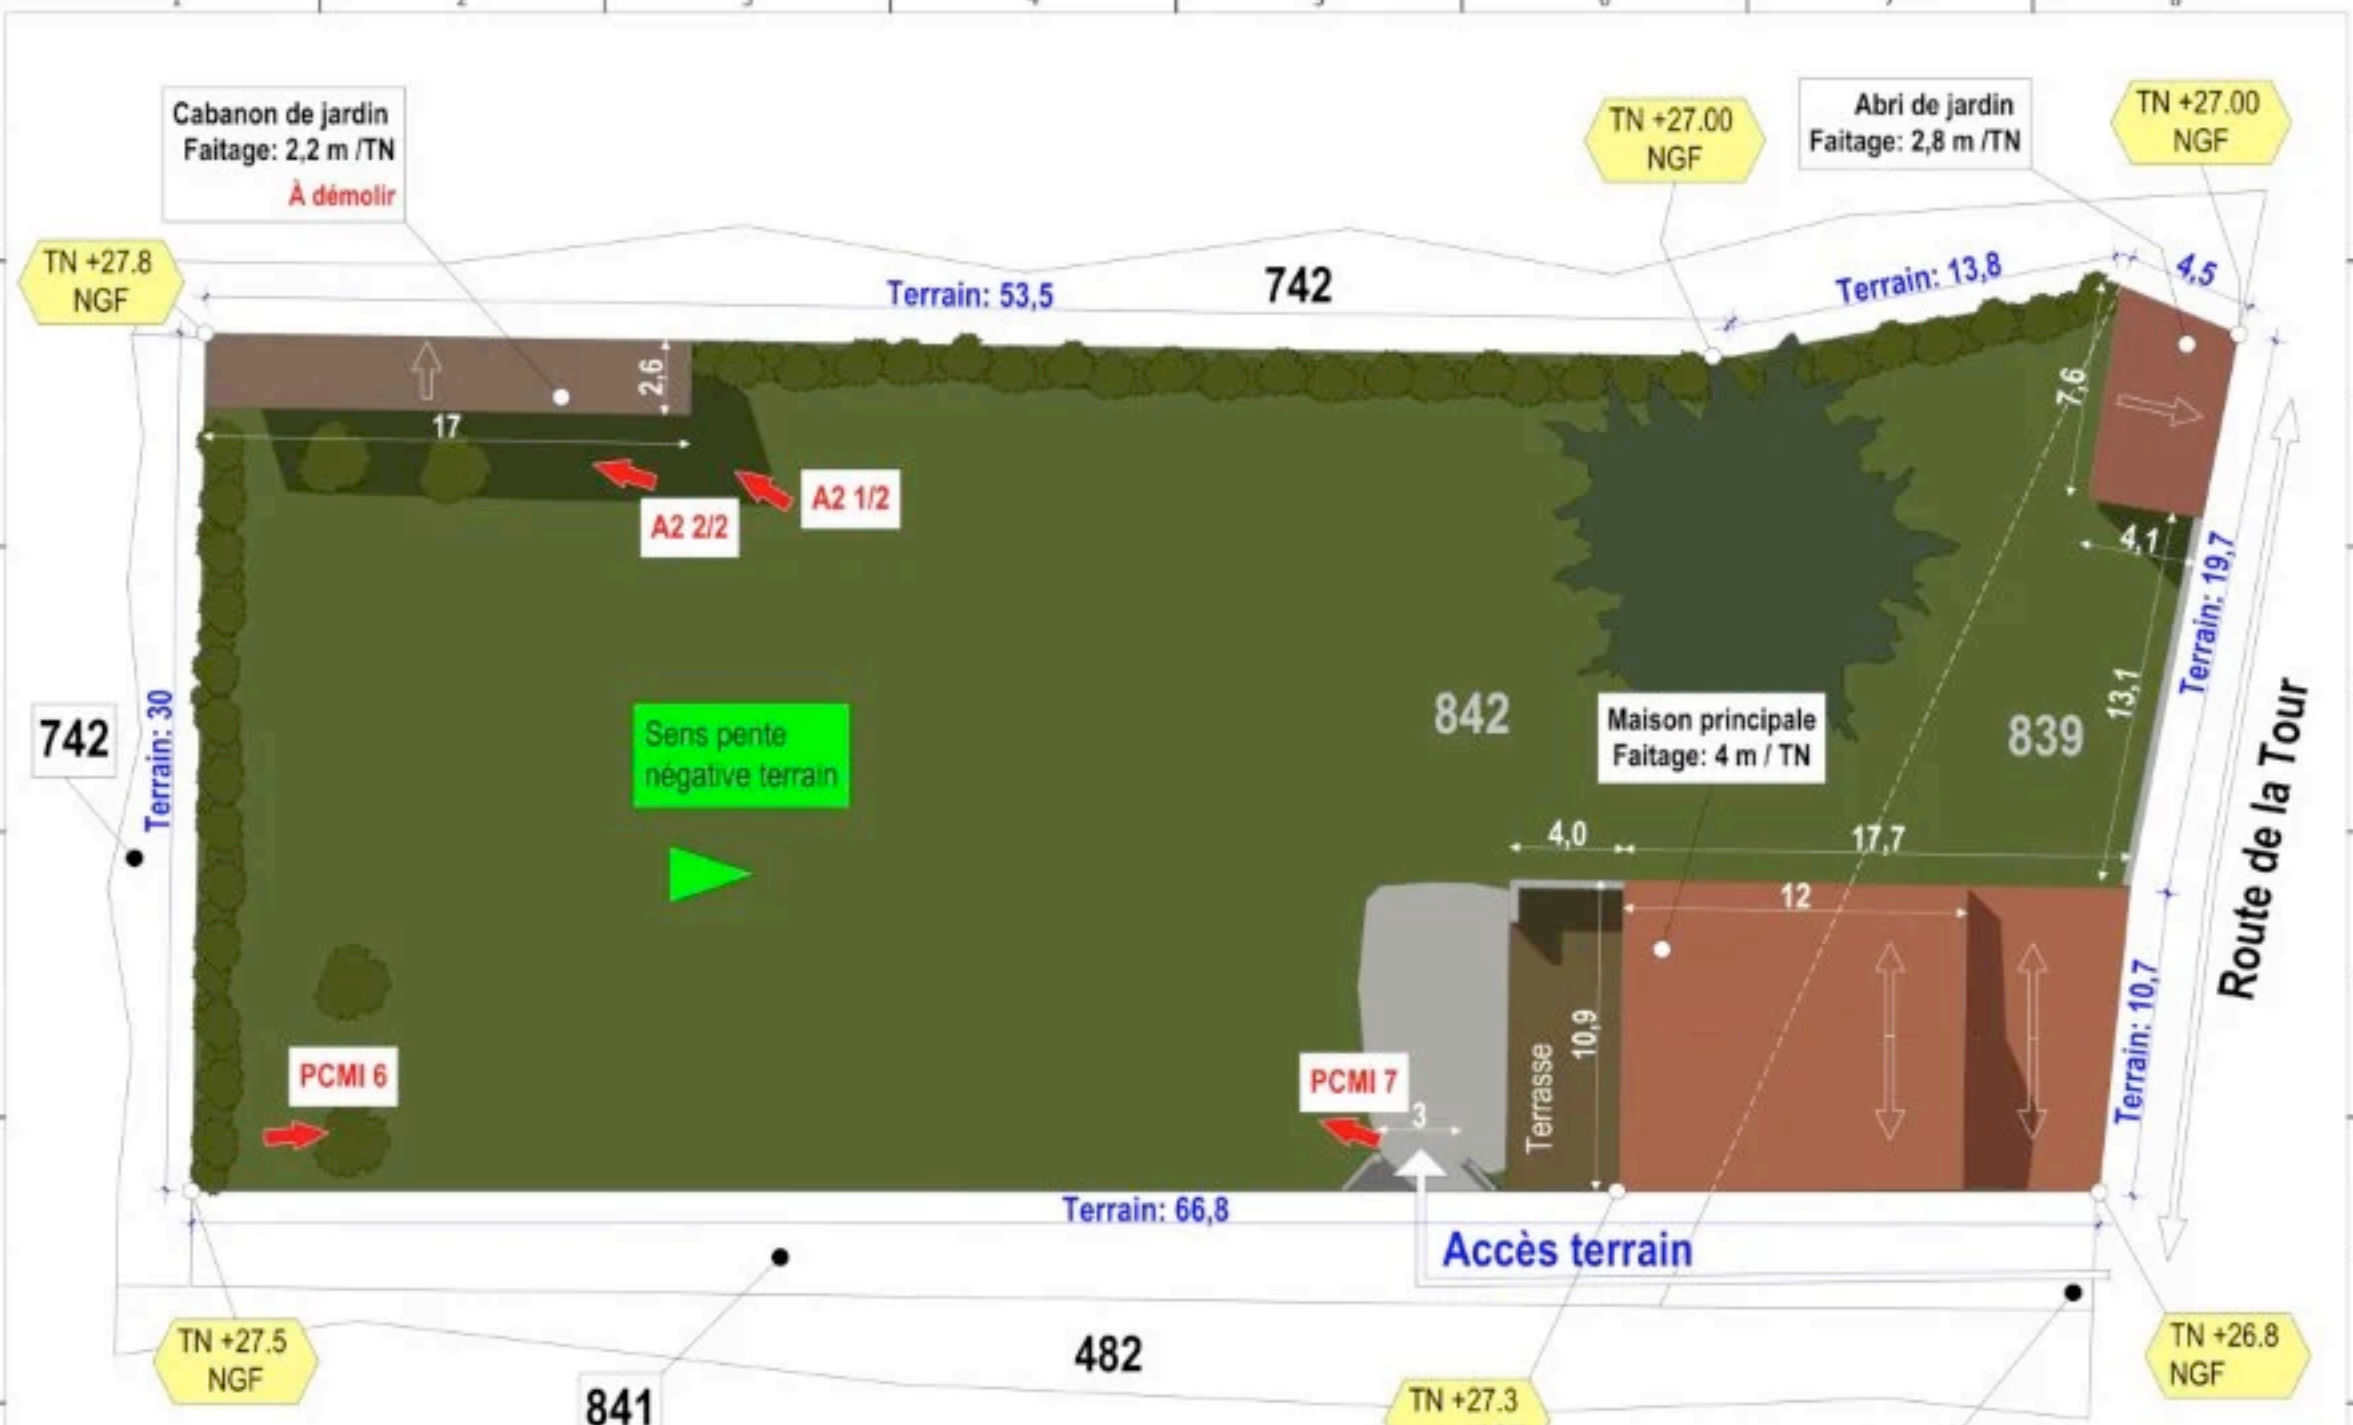 Cabanon de jardin
Faitage: 2,2 m /TN
À démolir
TN +27.00
NGF
Abri de jardin
Faitage: 2,8 m /TN
TN +27.00
NGF
TN +27.8
NGF
Terrain: 53,5
742
Terrain: 13,8
4,5
2,6
17
7,6
A2 2/2
A2 1/2
4,1
Terrain: 19,7
742
Terrain: 30
Sens pente
négative terrain
842
Maison principale
Faitage: 4 m / TN
839
13,1
Route de la Tour
4,0
17,7
12
10,9
Terrasse
Terrain: 10,7
PCMI 6
PCMI 7
3
Terrain: 66,8
Accès terrain
TN +27.5
NGF
482
841
TN +27.3
TN +26.8
NGF